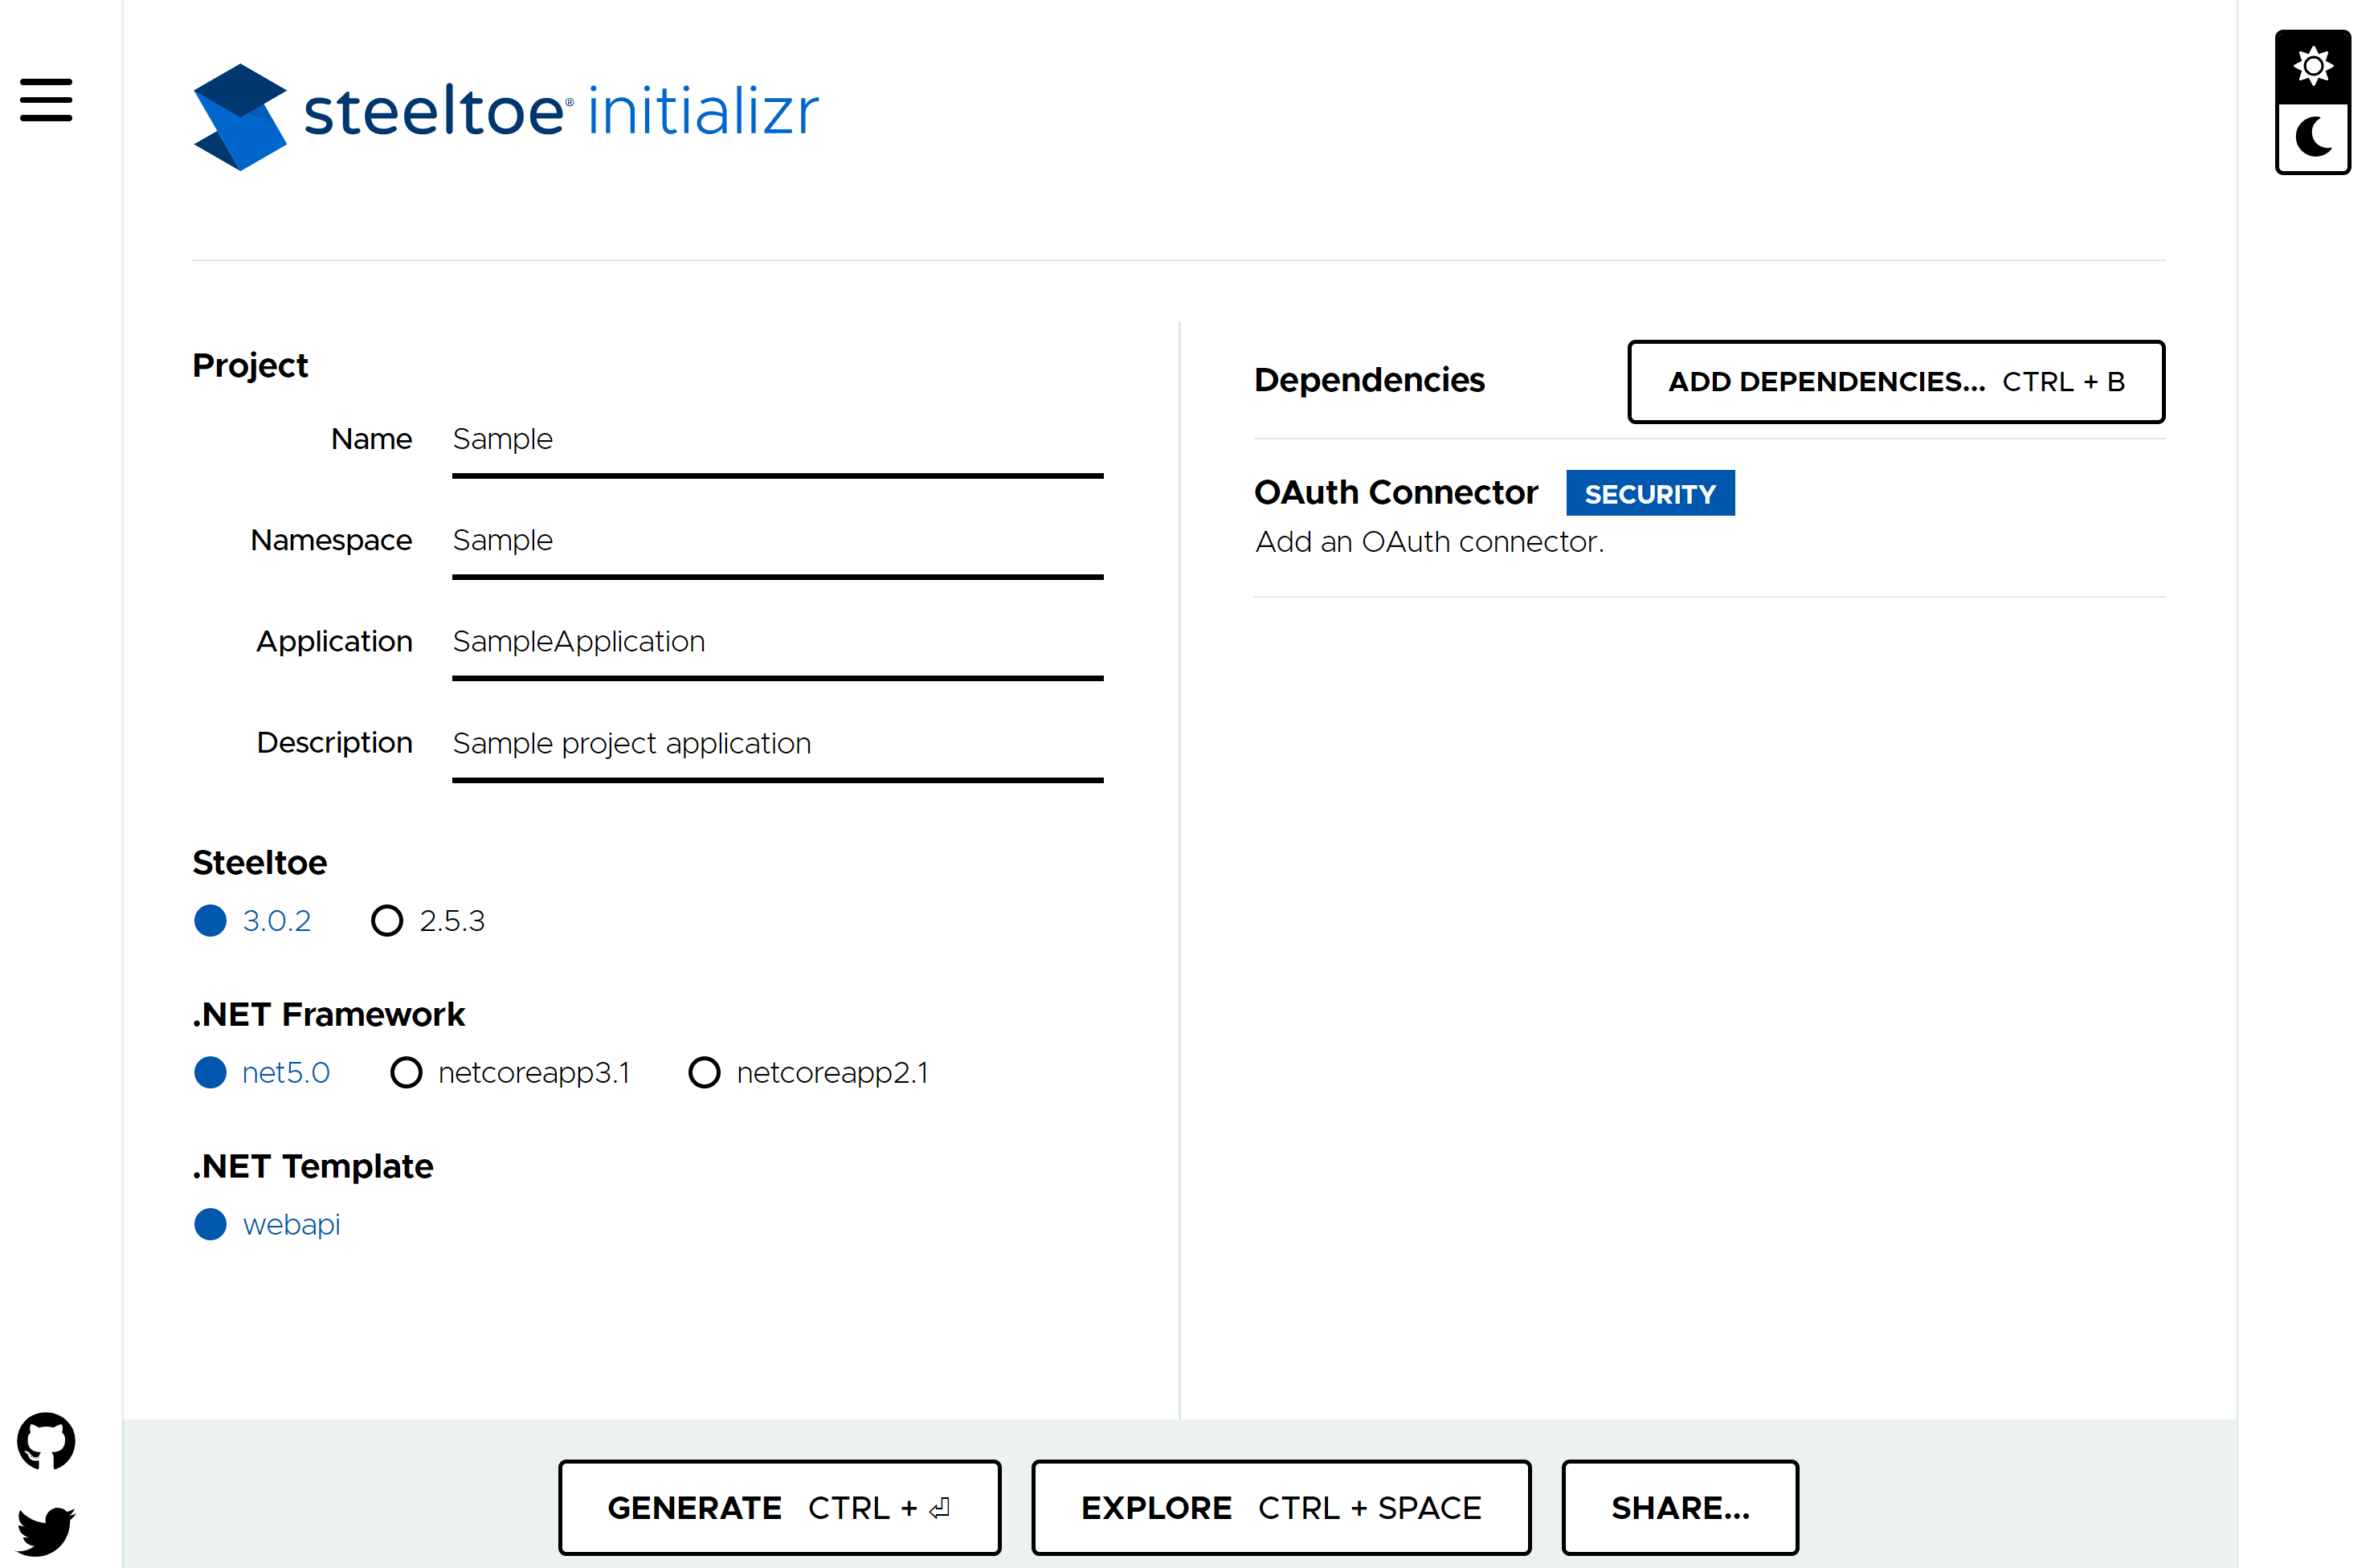 steeltoe® initializr
Project
Name Sample
Namespace Sample
Application SampleApplication
Description Sample project application
Steeltoe
3.0.2 2.5.3
.NET Framework
net5.0 netcoreapp3.1 netcoreapp2.1
.NET Template
webapi
Dependencies ADD DEPENDENCIES... CTRL + B
OAuth Connector SECURITY
Add an OAuth connector.
GENERATE CTRL + ⏎ EXPLORE CTRL + SPACE SHARE...